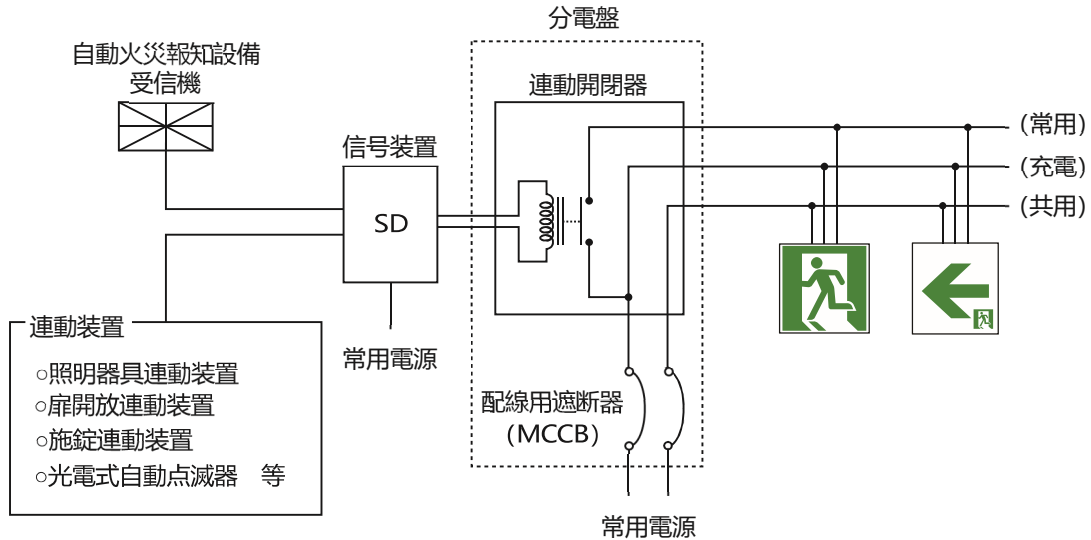 分電盤
自動火災報知設備
受信機
連動開閉器
信号装置
SD
(常用)
(充電)
(共用)
連動装置
○照明器具連動装置
○扉開放連動装置
○施錠連動装置
○光電式自動点滅器 等
常用電源
配線用遮断器
(MCCB)
常用電源